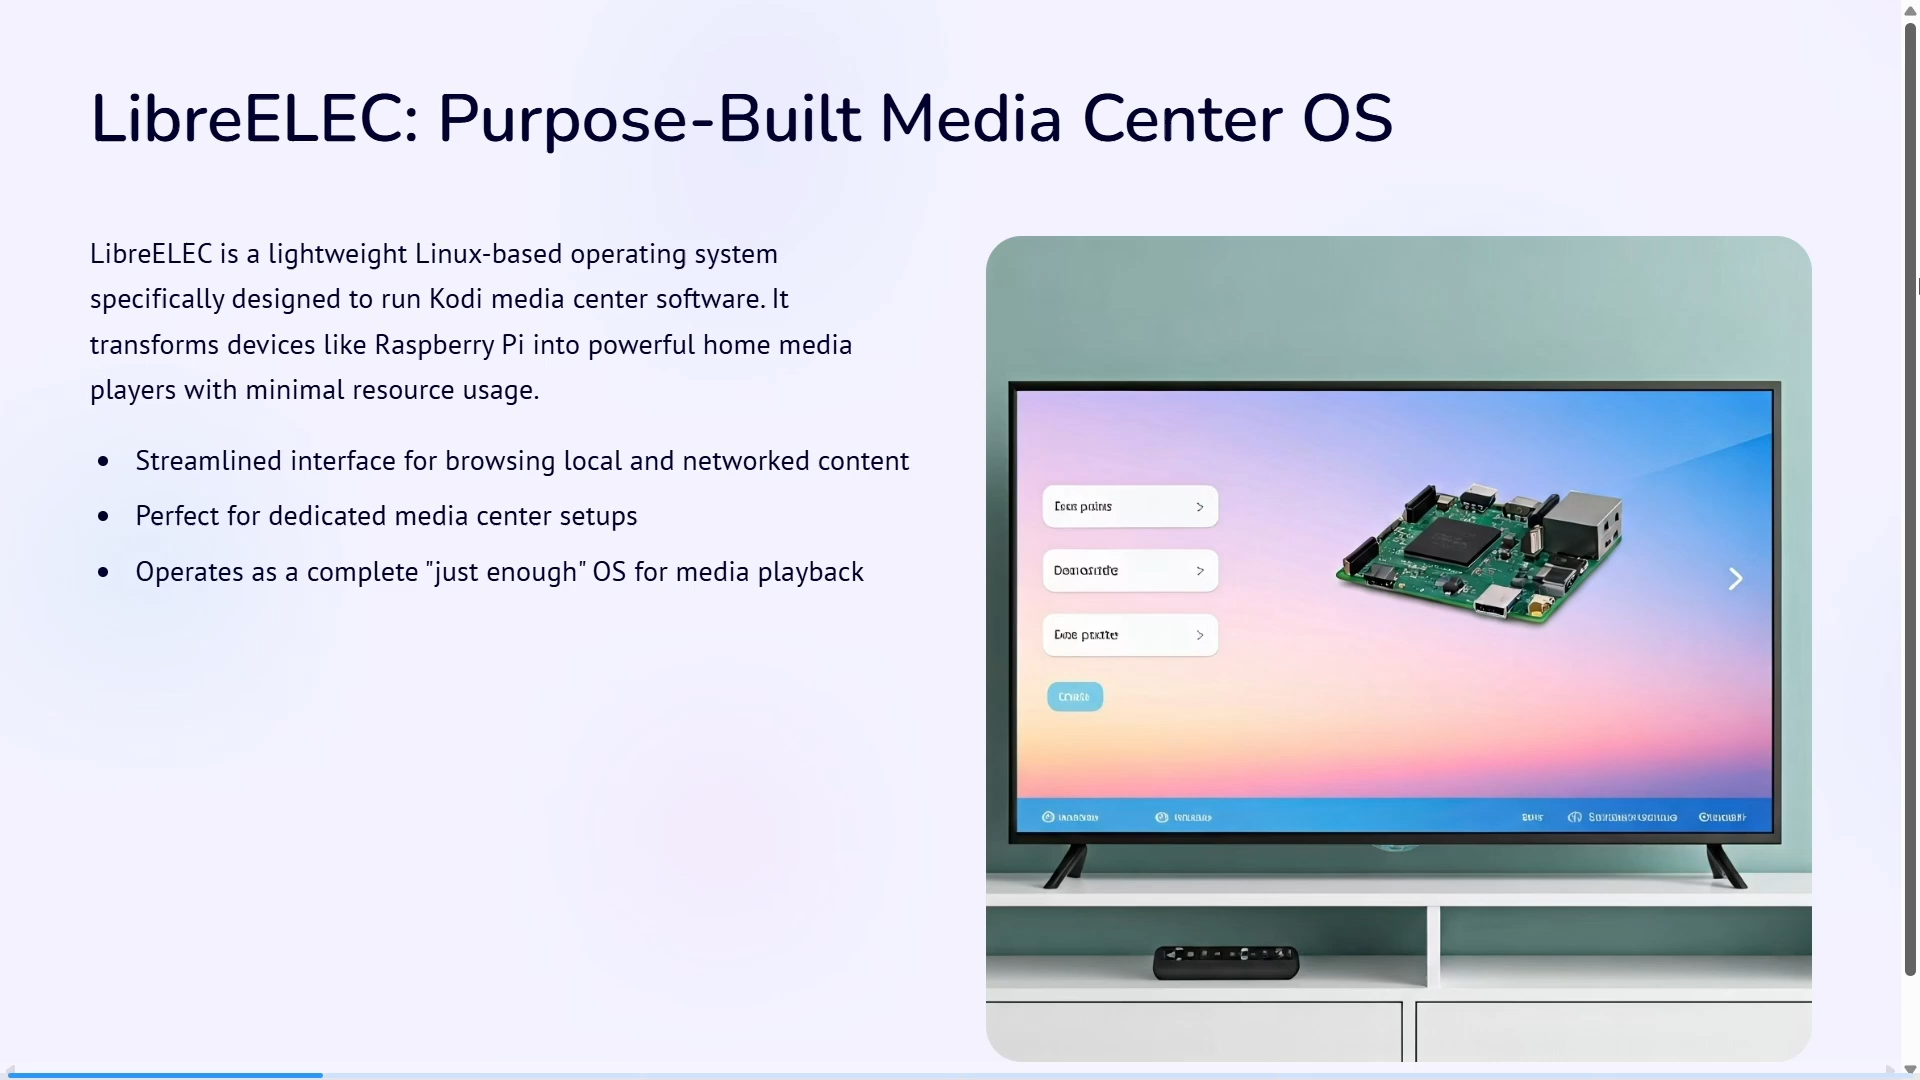 LibreELEC: Purpose-Built Media Center OS
LibreELEC is a lightweight Linux-based operating system
specifically designed to run Kodi media center software. It
transforms devices like Raspberry Pi into powerful home media
players with minimal resource usage.
• Streamlined interface for browsing local and networked content
• Perfect for dedicated media center setups
• Operates as a complete "just enough" OS for media playback